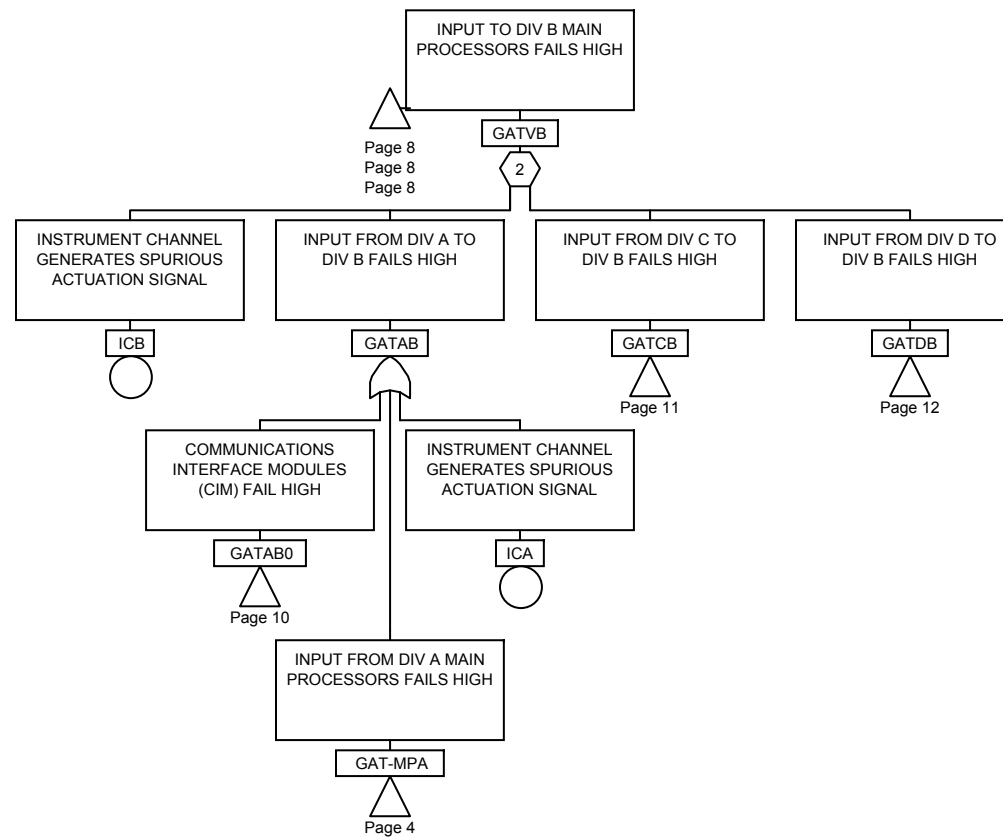 INPUT TO DIV B MAIN
PROCESSORS FAILS HIGH
Page 8
Page 8
Page 8
GATVB
2
INSTRUMENT CHANNEL
GENERATES SPURIOUS
ACTUATION SIGNAL
ICB
INPUT FROM DIV A TO
DIV B FAILS HIGH
GATAB
INPUT FROM DIV C TO
DIV B FAILS HIGH
GATCB
Page 11
INPUT FROM DIV D TO
DIV B FAILS HIGH
GATDB
Page 12
COMMUNICATIONS
INTERFACE MODULES
(CIM) FAIL HIGH
GATAB0
Page 10
INSTRUMENT CHANNEL
GENERATES SPURIOUS
ACTUATION SIGNAL
ICA
INPUT FROM DIV A MAIN
PROCESSORS FAILS HIGH
GAT-MPA
Page 4